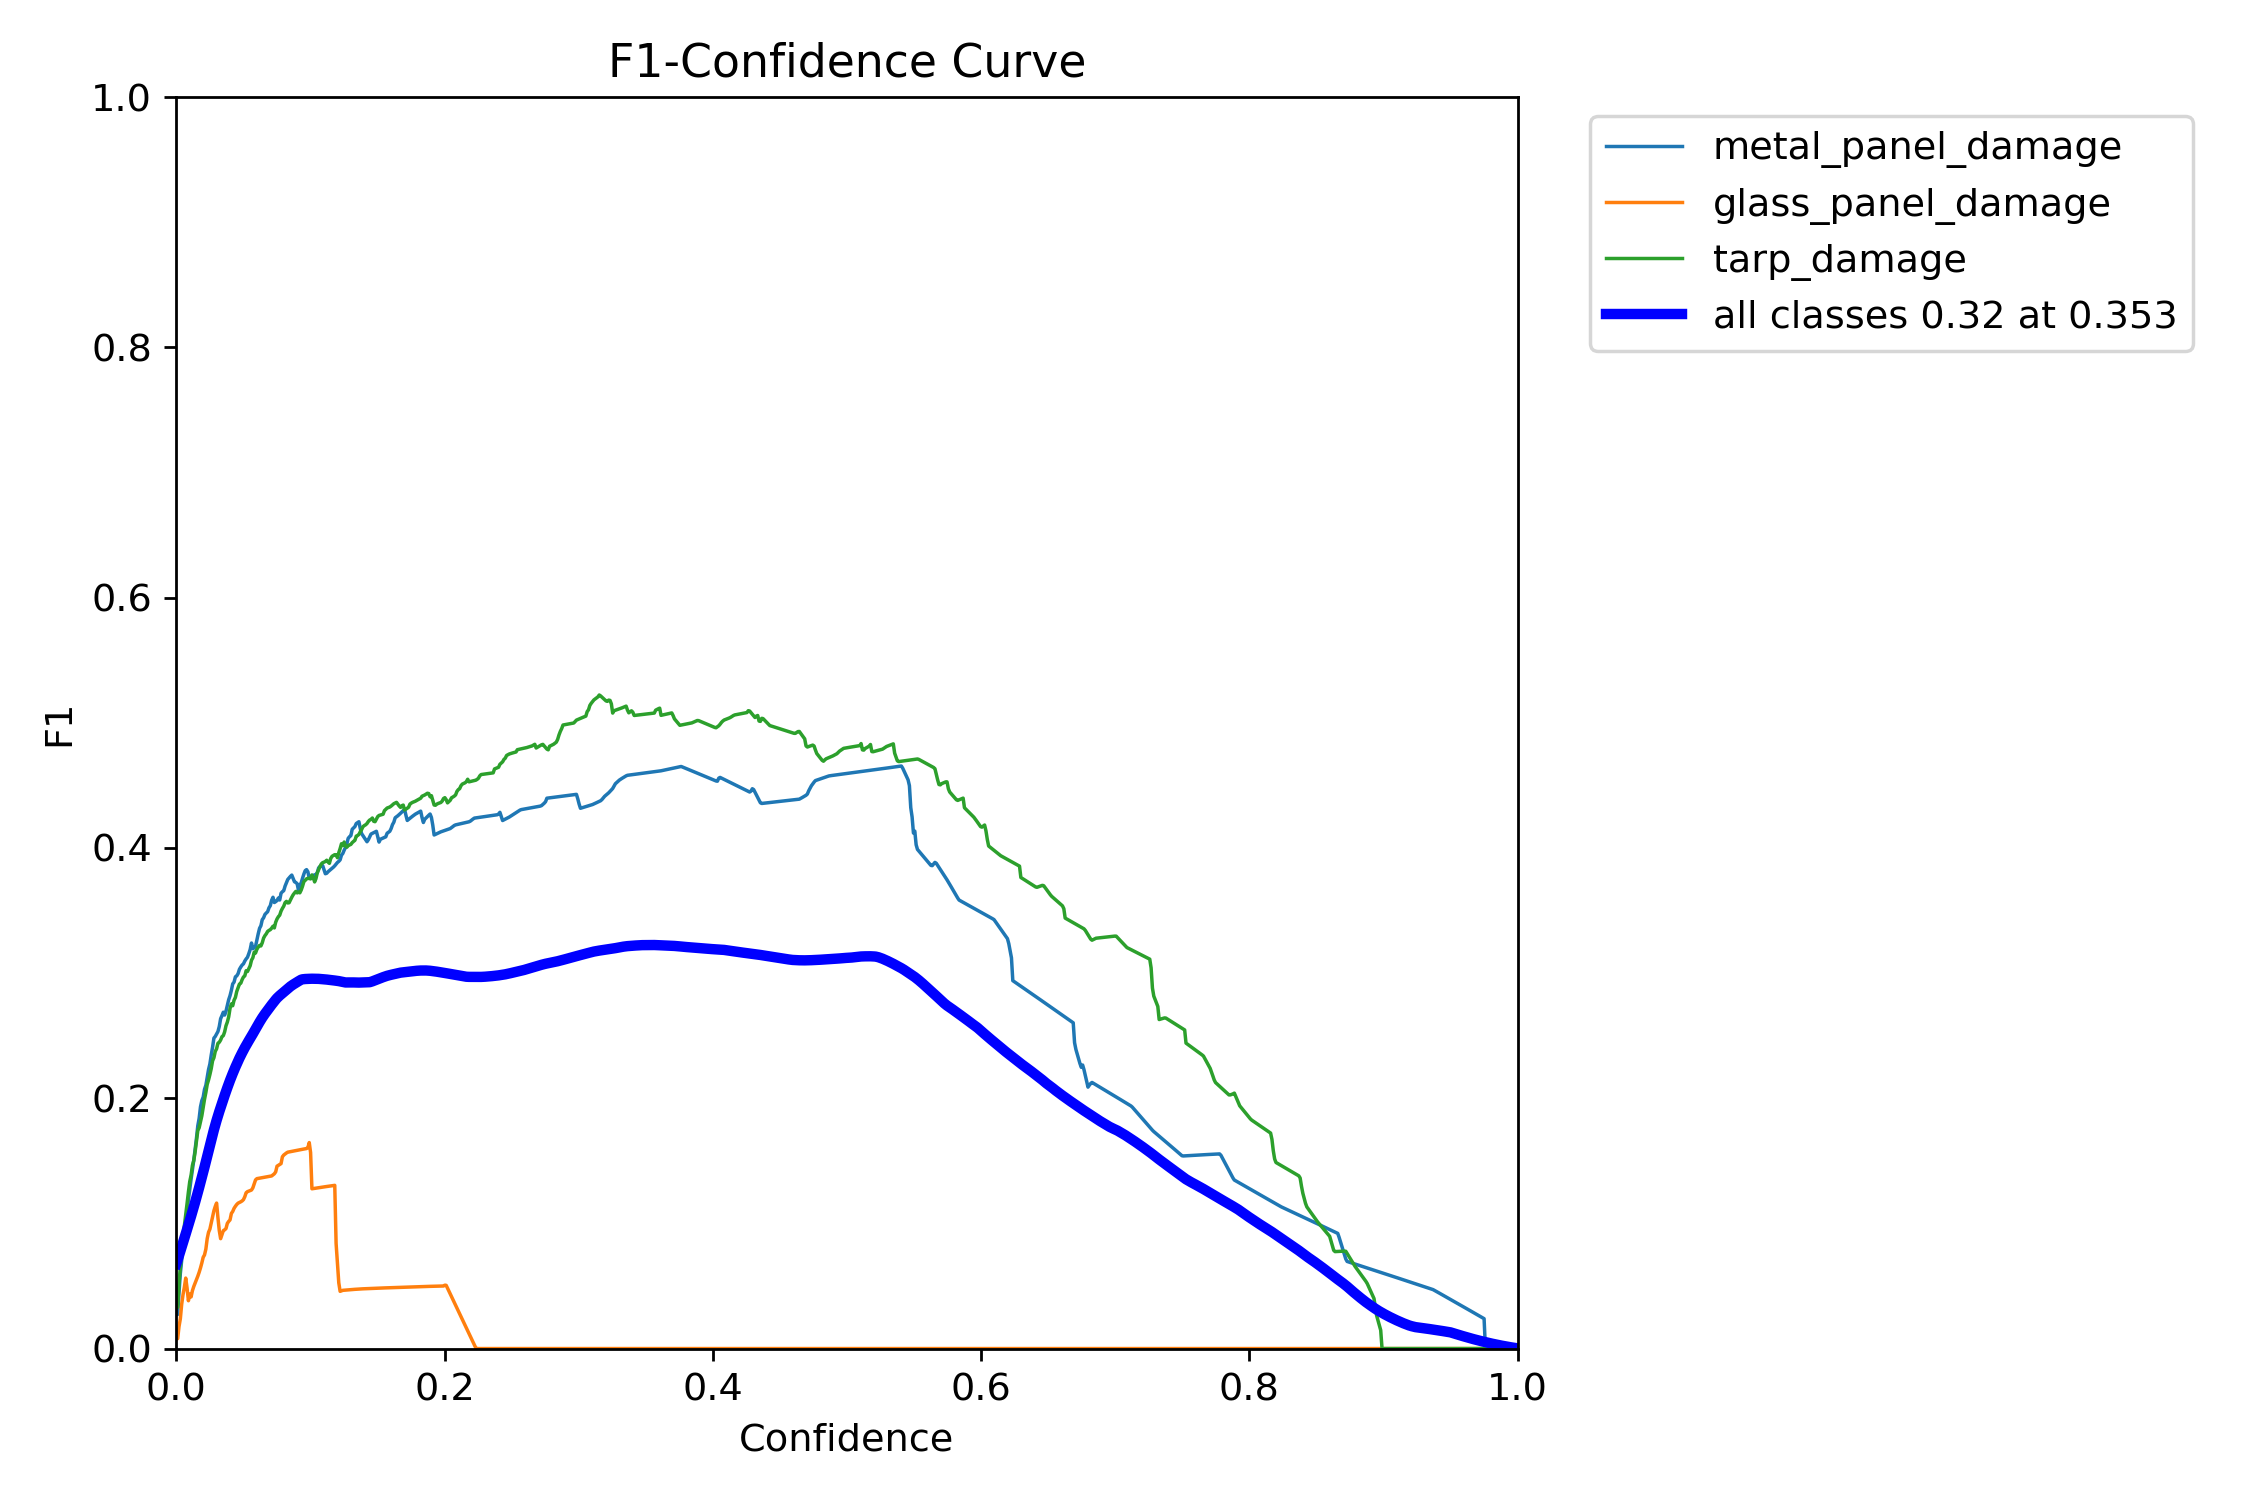 F1-Confidence Curve
metal_panel_damage
glass_panel_damage
tarp_damage
all classes 0.32 at 0.353
1.0
0.8
0.6
0.4
0.2
0.0
F1
0.0 0.2 0.4 0.6 0.8 1.0
Confidence